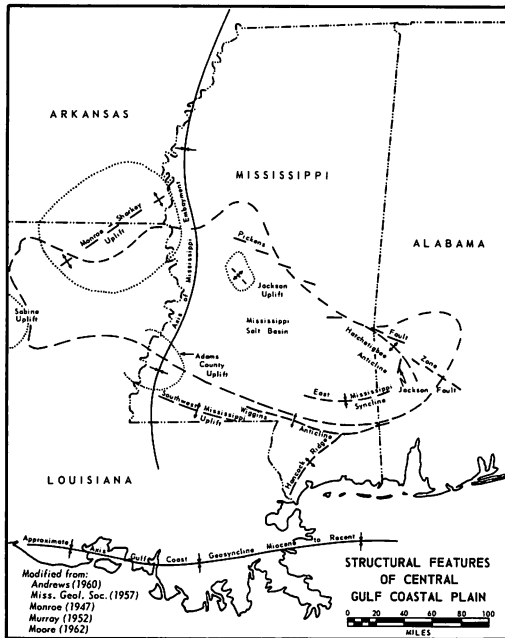 ARKANSAS
MISSISSIPPI
ALABAMA
Monroe Sharkey
Uplift
Axis of Mississippi Embayment
Pickens
Jackson
Uplift
Sabine
Uplift
Mississippi
Salt Basin
Fault
Hatchetigbee
Anticline
Zone
Adams
County
Uplift
East Mississippi
Syncline
Jackson Fault
Southwest Mississippi
Uplift
Wiggins
Anticline
Hancock Ridge
LOUISIANA
Approximate Axis Gulf Coast Geosyncline Miocene to Recent
Modified from:
Andrews (1960)
Miss. Geol. Soc. (1957)
Monroe (1947)
Murray (1952)
Moore (1962)
STRUCTURAL FEATURES
OF CENTRAL
GULF COASTAL PLAIN
10 0 20 40 60 80 100
MILES